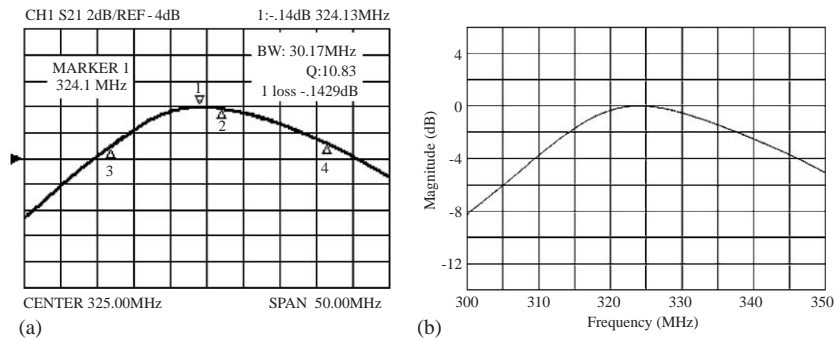 CH1 S21 2dB/REF - 4dB 1:-.14dB 324.13MHz
BW: 30.17MHz
MARKER 1 Q:10.83
324.1 MHz 1 1 loss -.1429dB
2
3 4
CENTER 325.00MHz SPAN 50.00MHz
(a)
Magnitude (dB)
4
0
-4
-8
-12
300 310 320 330 340 350
Frequency (MHz)
(b)